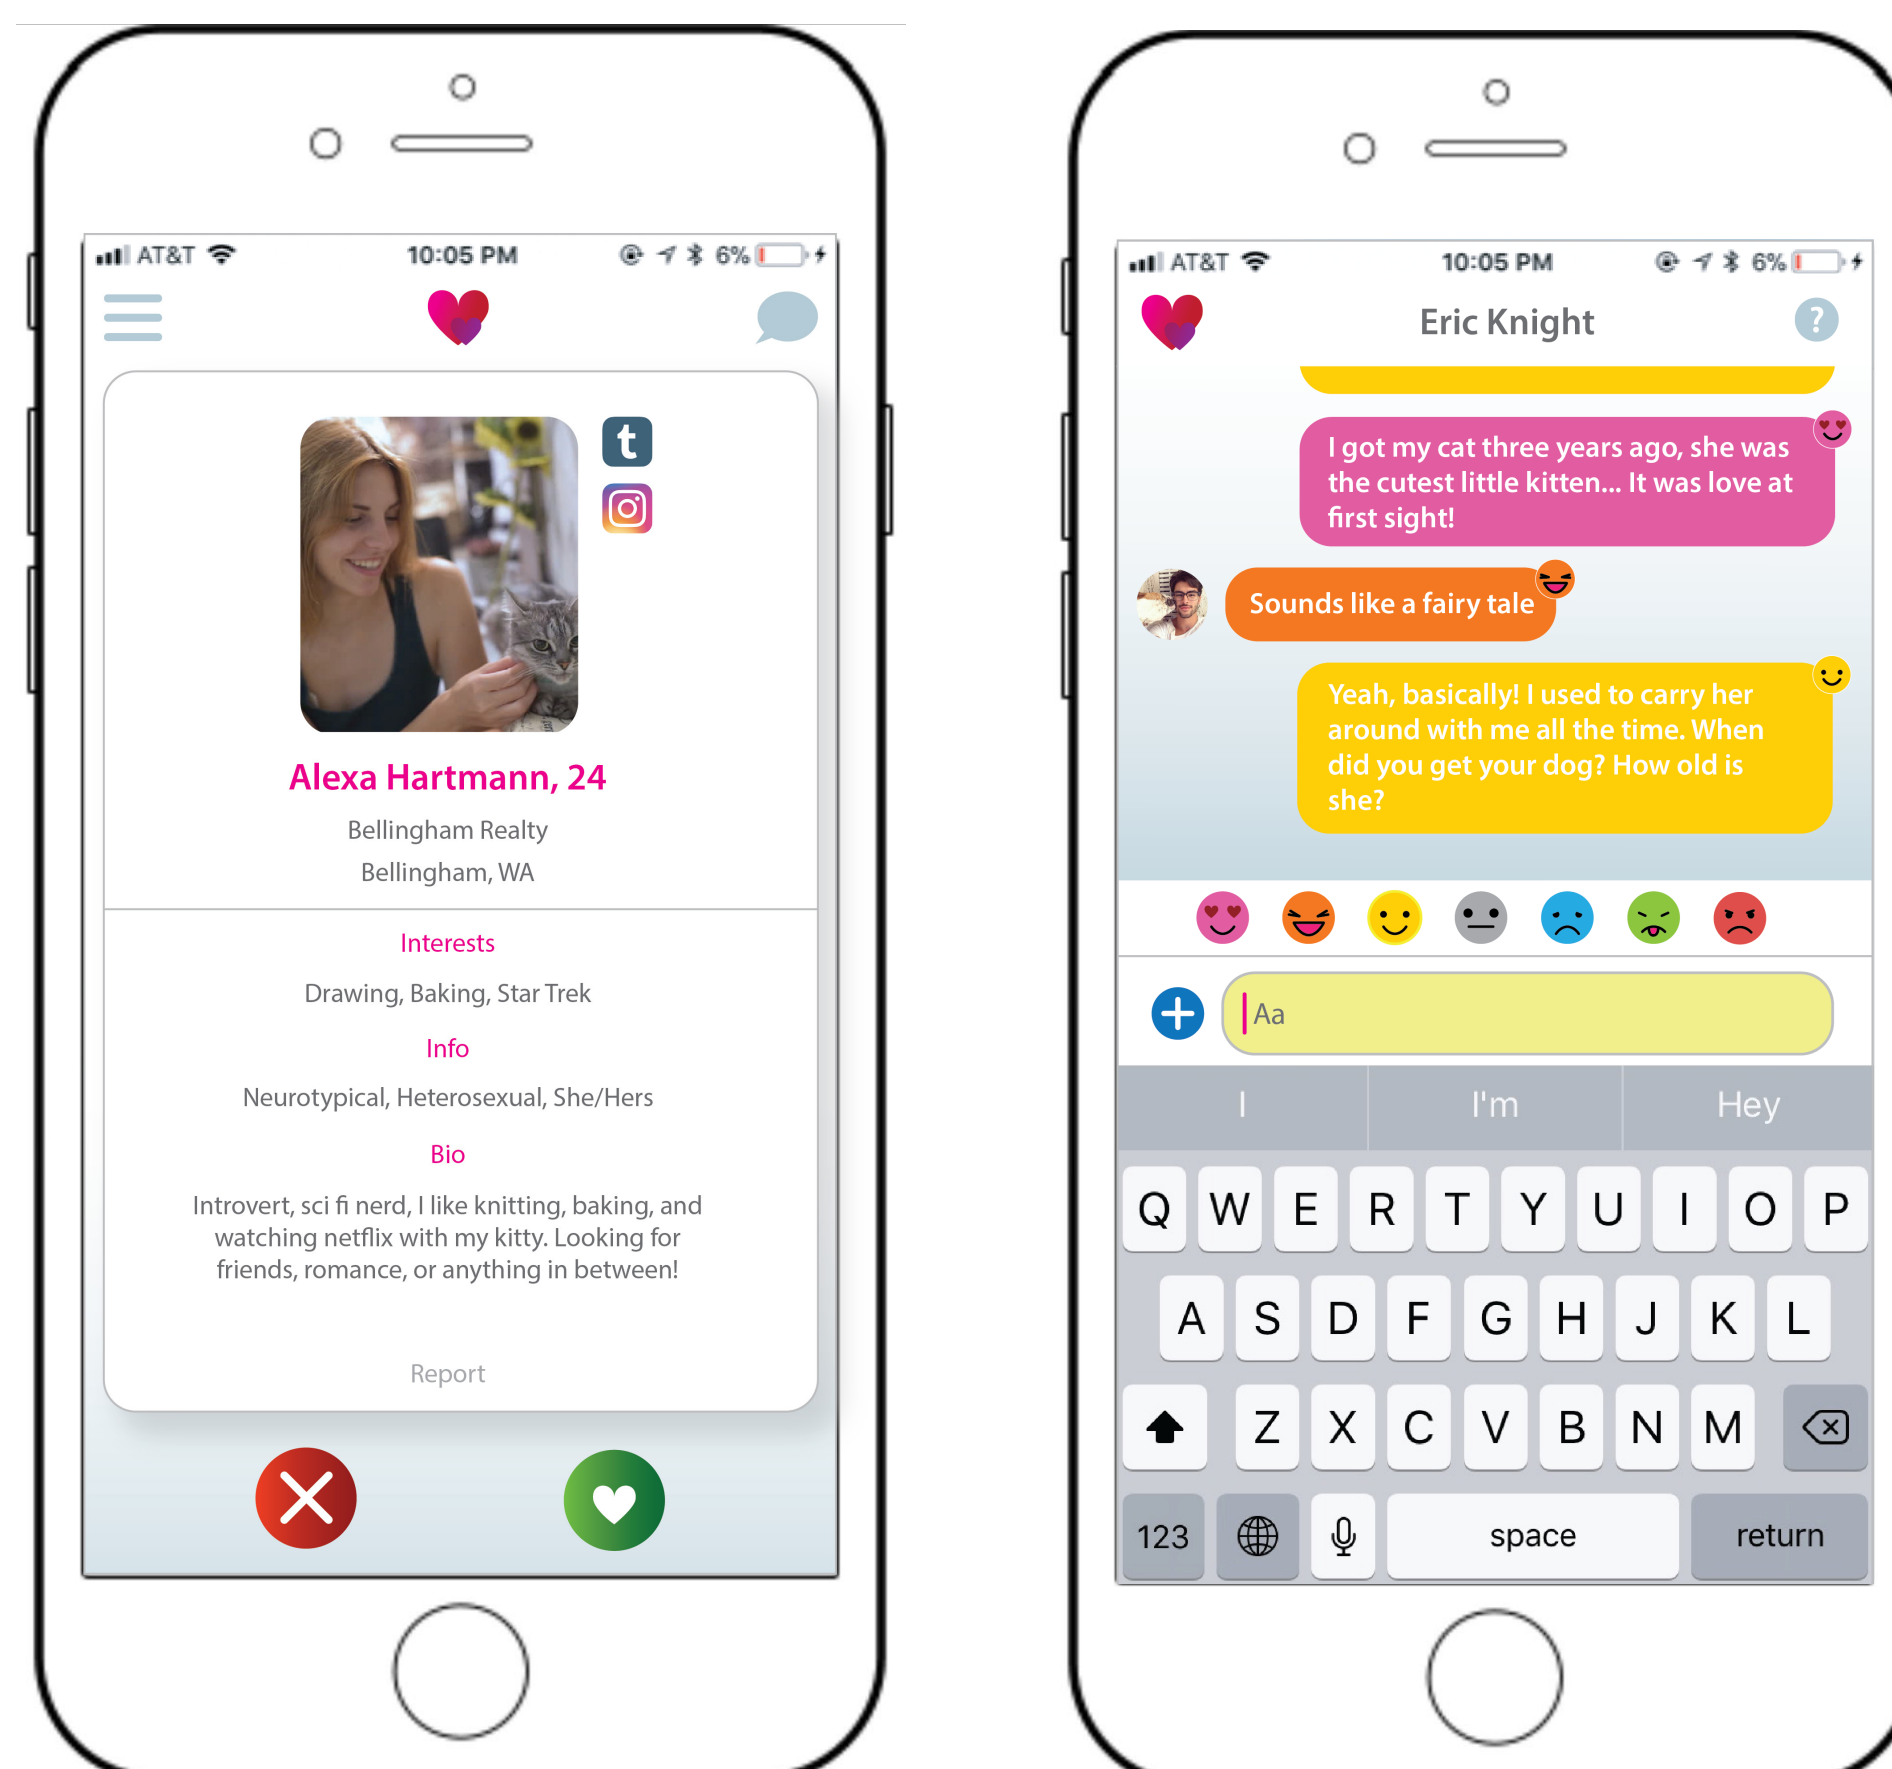 AT&T 10:05 PM 6%
t
Alexa Hartmann, 24
Bellingham Realty
Bellingham, WA
Interests
Drawing, Baking, Star Trek
Info
Neurotypical, Heterosexual, She/Hers
Bio
Introvert, sci fi nerd, I like knitting, baking, and
watching netflix with my kitty. Looking for
friends, romance, or anything in between!
Report
AT&T 10:05 PM 6%
Eric Knight ?
I got my cat three years ago, she was
the cutest little kitten... It was love at
first sight!
Sounds like a fairy tale
Yeah, basically! I used to carry her
around with me all the time. When
did you get your dog? How old is
she?
Aa
I I'm Hey
Q W E R T Y U I O P
A S D F G H J K L
Z X C V B N M
123 space return